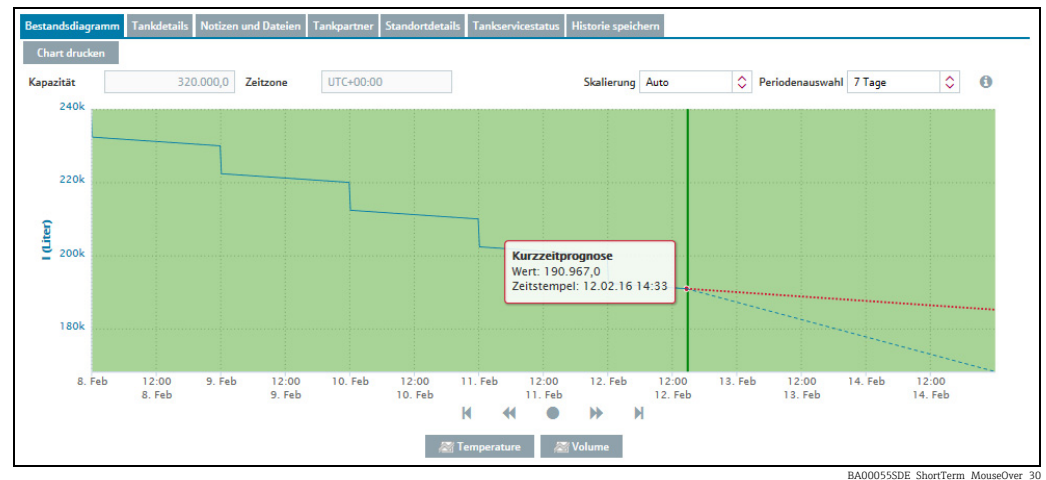 Bestandsdiagramm Tankdetails Notizen und Dateien Tankpartner Standortdetails Tankservicestatus Historie speichern
Chart drucken
Kapazität 320.000,0 Zeitzone UTC+00:00 Skalierung Auto Periodenauswahl 7 Tage
240k
220k
200k
180k
I (Liter)
Kurzzeitprognose
Wert: 190.967,0
Zeitstempel: 12.02.16 14:33
8. Feb 12:00 9. Feb 12:00 10. Feb 12:00 11. Feb 12:00 12. Feb 12:00 13. Feb 12:00 14. Feb 12:00
8. Feb 9. Feb 10. Feb 11. Feb 12. Feb 13. Feb 14. Feb
Temperature Volume
BA00055SDE_ShortTerm_MouseOver_30